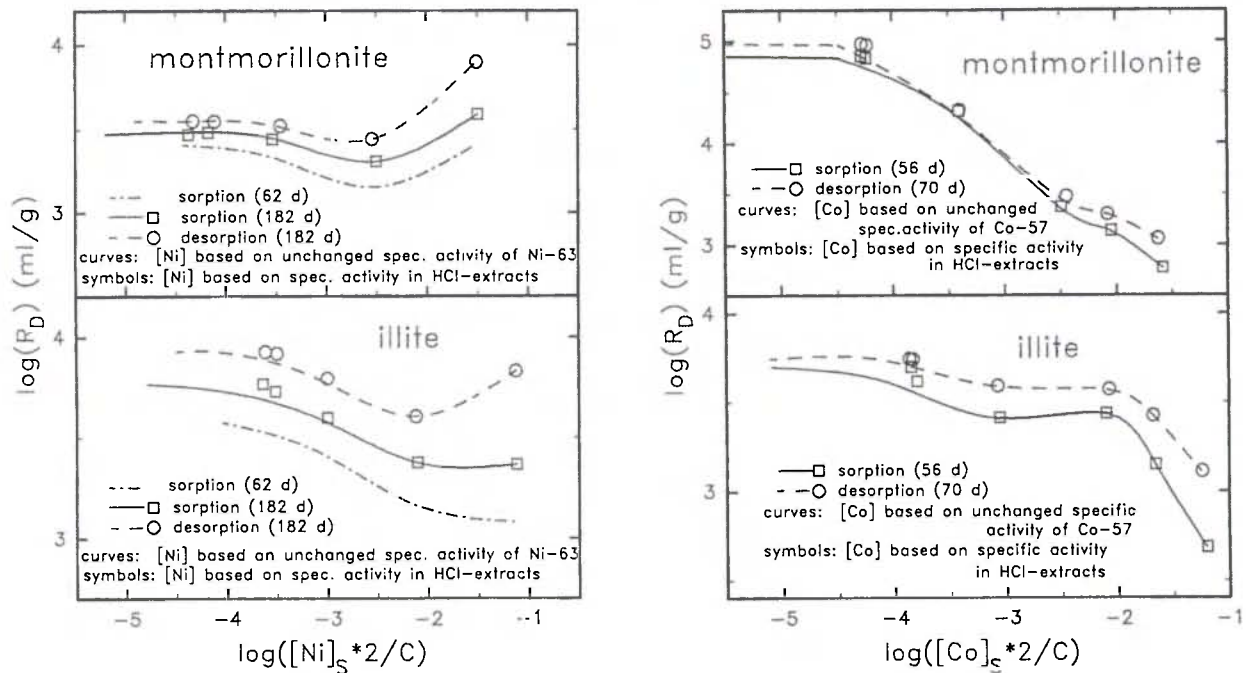 montmorillonite
4
3
sorption (62 d)
sorption (182 d)
desorption (182 d)
curves: [Ni] based on unchanged spec. activity of Ni-63
symbols: [Ni] based on spec. activity in HCl-extracts
illite
4
3
sorption (62 d)
sorption (182 d)
desorption (182 d)
curves: [Ni] based on unchanged spec. activity of Ni-63
symbols: [Ni] based on spec. activity in HCl-extracts
log(R_D) (ml/g)
-5 -4 -3 -2 -1
log([Ni]_S*2/C)
montmorillonite
5
4
3
sorption (56 d)
desorption (70 d)
curves: [Co] based on unchanged
spec.activity of Co-57
symbols: [Co] based on specific activity
in HCl-extracts
illite
4
3
sorption (56 d)
desorption (70 d)
curves: [Co] based on unchanged specific
activity of Co-57
symbols: [Co] based on specific activity
in HCl-extracts
log(R_D) (ml/g)
-5 -4 -3 -2 -1
log([Co]_S*2/C)